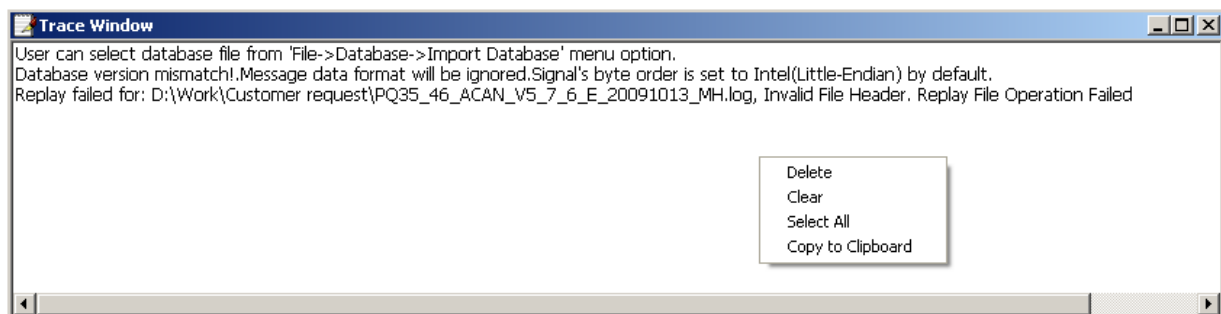 Trace Window
User can select database file from 'File->Database->Import Database' menu option.
Database version mismatch!.Message data format will be ignored.Signal's byte order is set to Intel(Little-Endian) by default.
Replay failed for: D:\Work\Customer request\PQ35_46_ACAN_V5_7_6_E_20091013_MH.log, Invalid File Header. Replay File Operation Failed
Delete
Clear
Select All
Copy to Clipboard